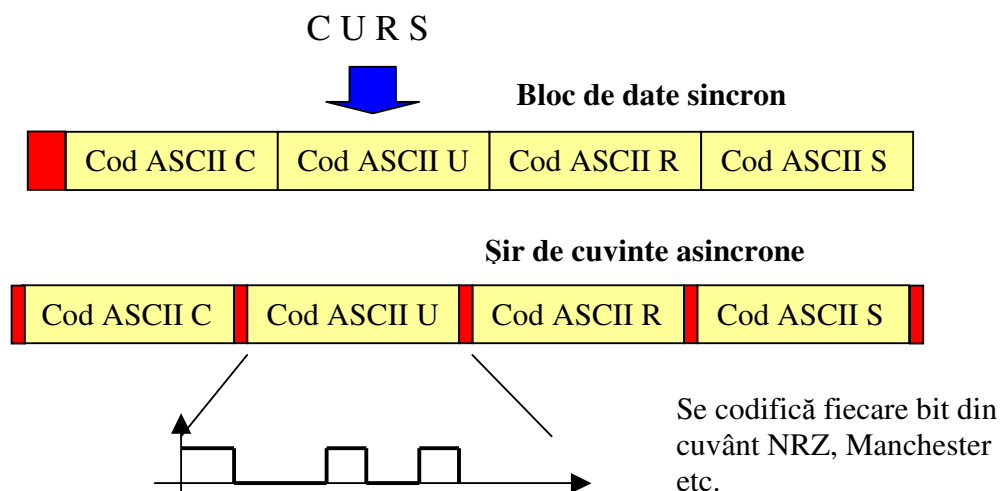 C U R S
Bloc de date sincron
Cod ASCII C Cod ASCII U Cod ASCII R Cod ASCII S
Şir de cuvinte asincrone
Cod ASCII C Cod ASCII U Cod ASCII R Cod ASCII S
Se codifică fiecare bit din
cuvânt NRZ, Manchester
etc.